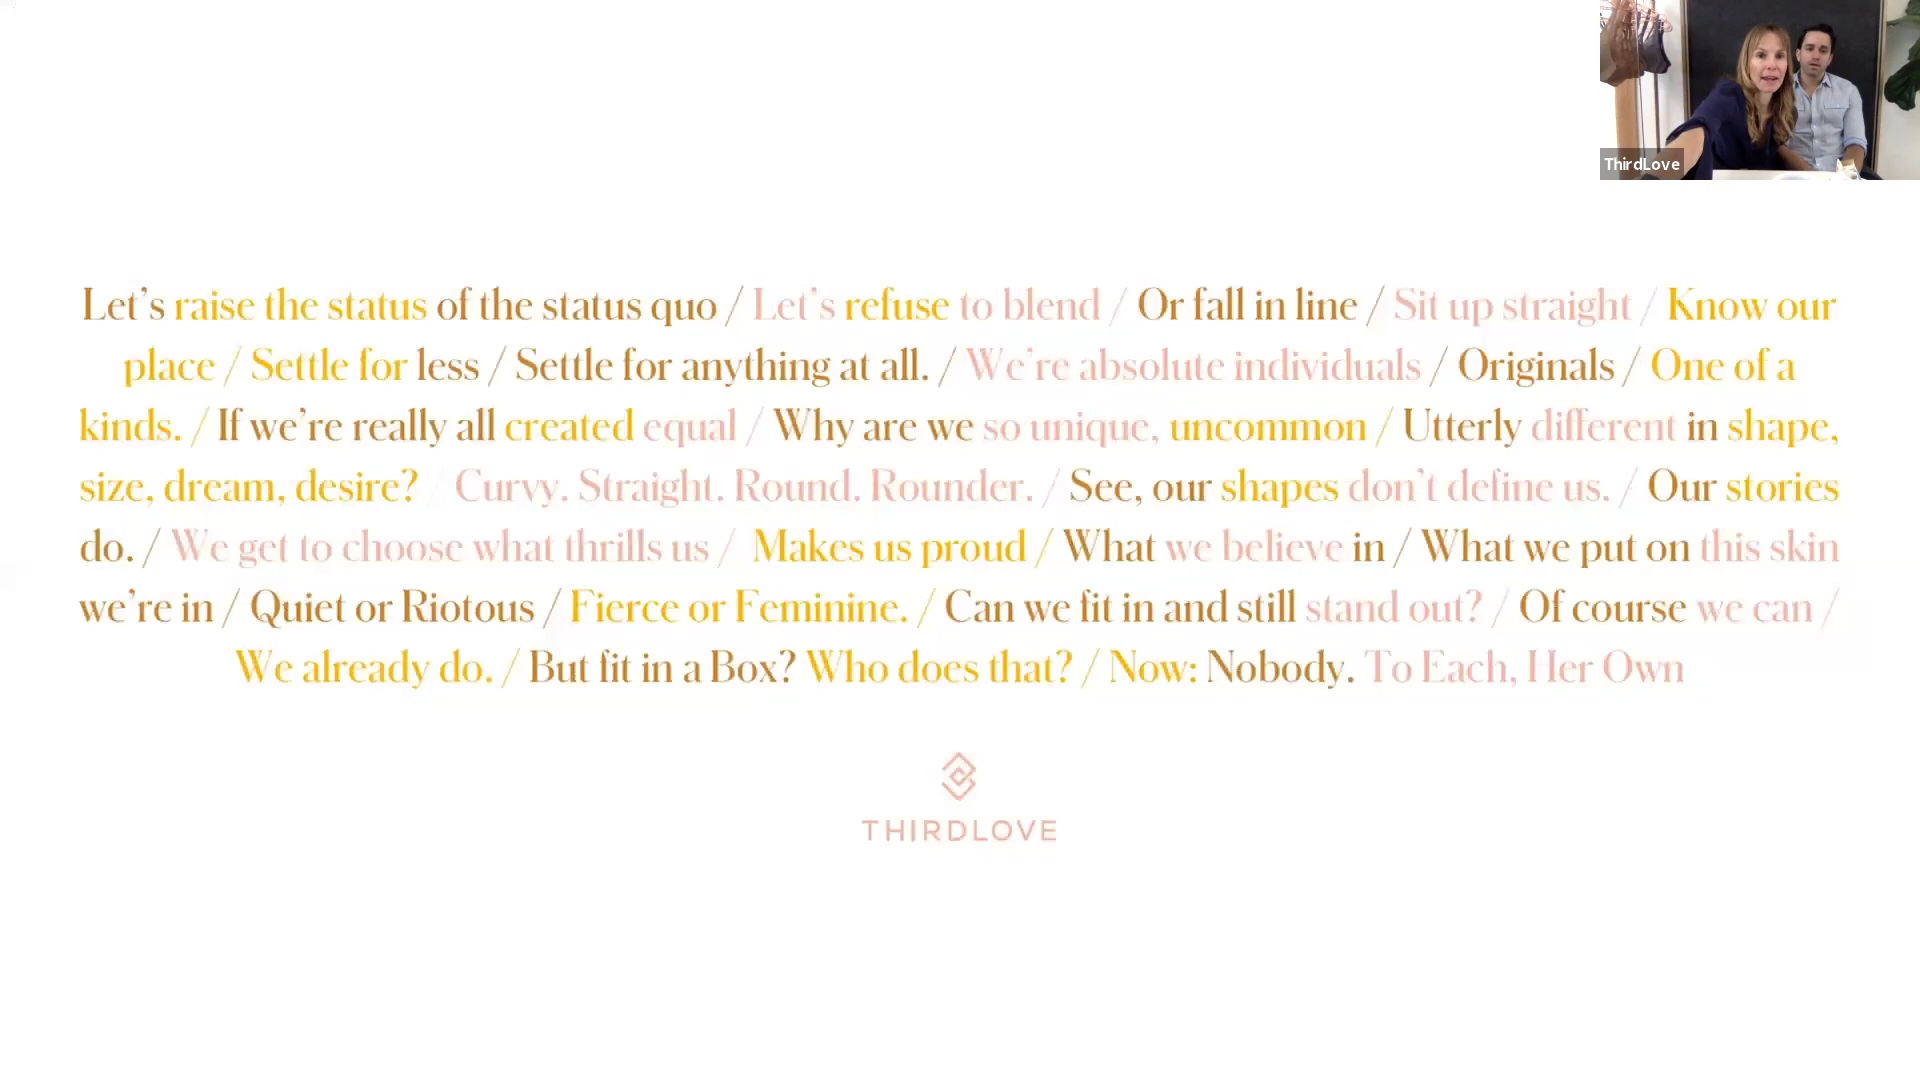 ThirdLove
Let’s raise the status of the status quo / Let’s refuse to blend / Or fall in line / Sit up straight / Know our
place / Settle for less / Settle for anything at all. / We’re absolute individuals / Originals / One of a
kinds. / If we’re really all created equal / Why are we so unique, uncommon / Utterly different in shape,
size, dream, desire? / Curvy. Straight. Round. Rounder. / See, our shapes don’t define us. / Our stories
do. / We get to choose what thrills us / Makes us proud / What we believe in / What we put on this skin
we’re in / Quiet or Riotous / Fierce or Feminine. / Can we fit in and still stand out? / Of course we can /
We already do. / But fit in a Box? Who does that? / Now: Nobody. To Each, Her Own
THIRDLOVE